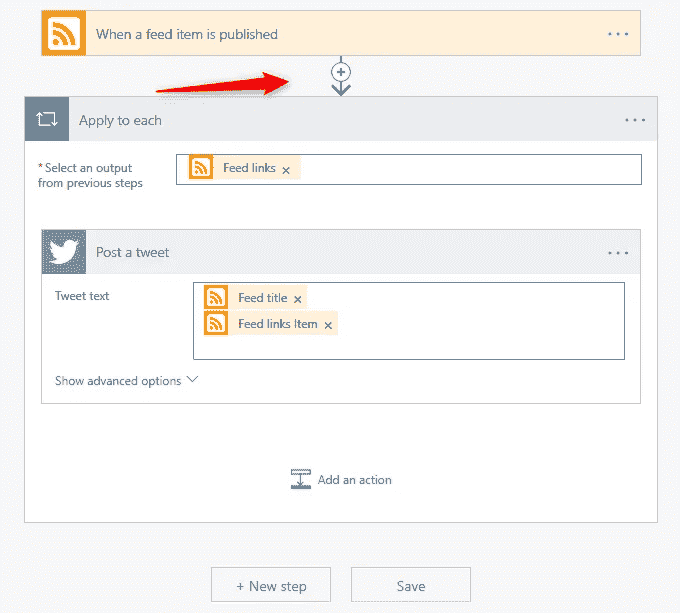 When a feed item is published
Apply to each
*Select an output
from previous steps
Feed links
Post a tweet
Tweet text
Feed title
Feed links Item
Show advanced options
Add an action
+ New step
Save